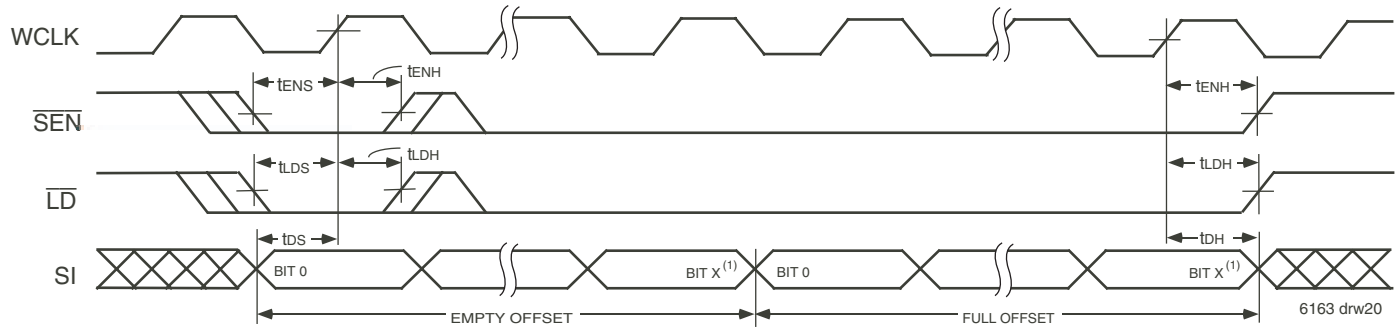 WCLK
tENS
tENH
tENH
SEN
tLDS
tLDH
tLDH
LD
tDS
tDH
SI
BIT 0
BIT X(1)
BIT 0
BIT X(1)
EMPTY OFFSET
FULL OFFSET
6163 drw20